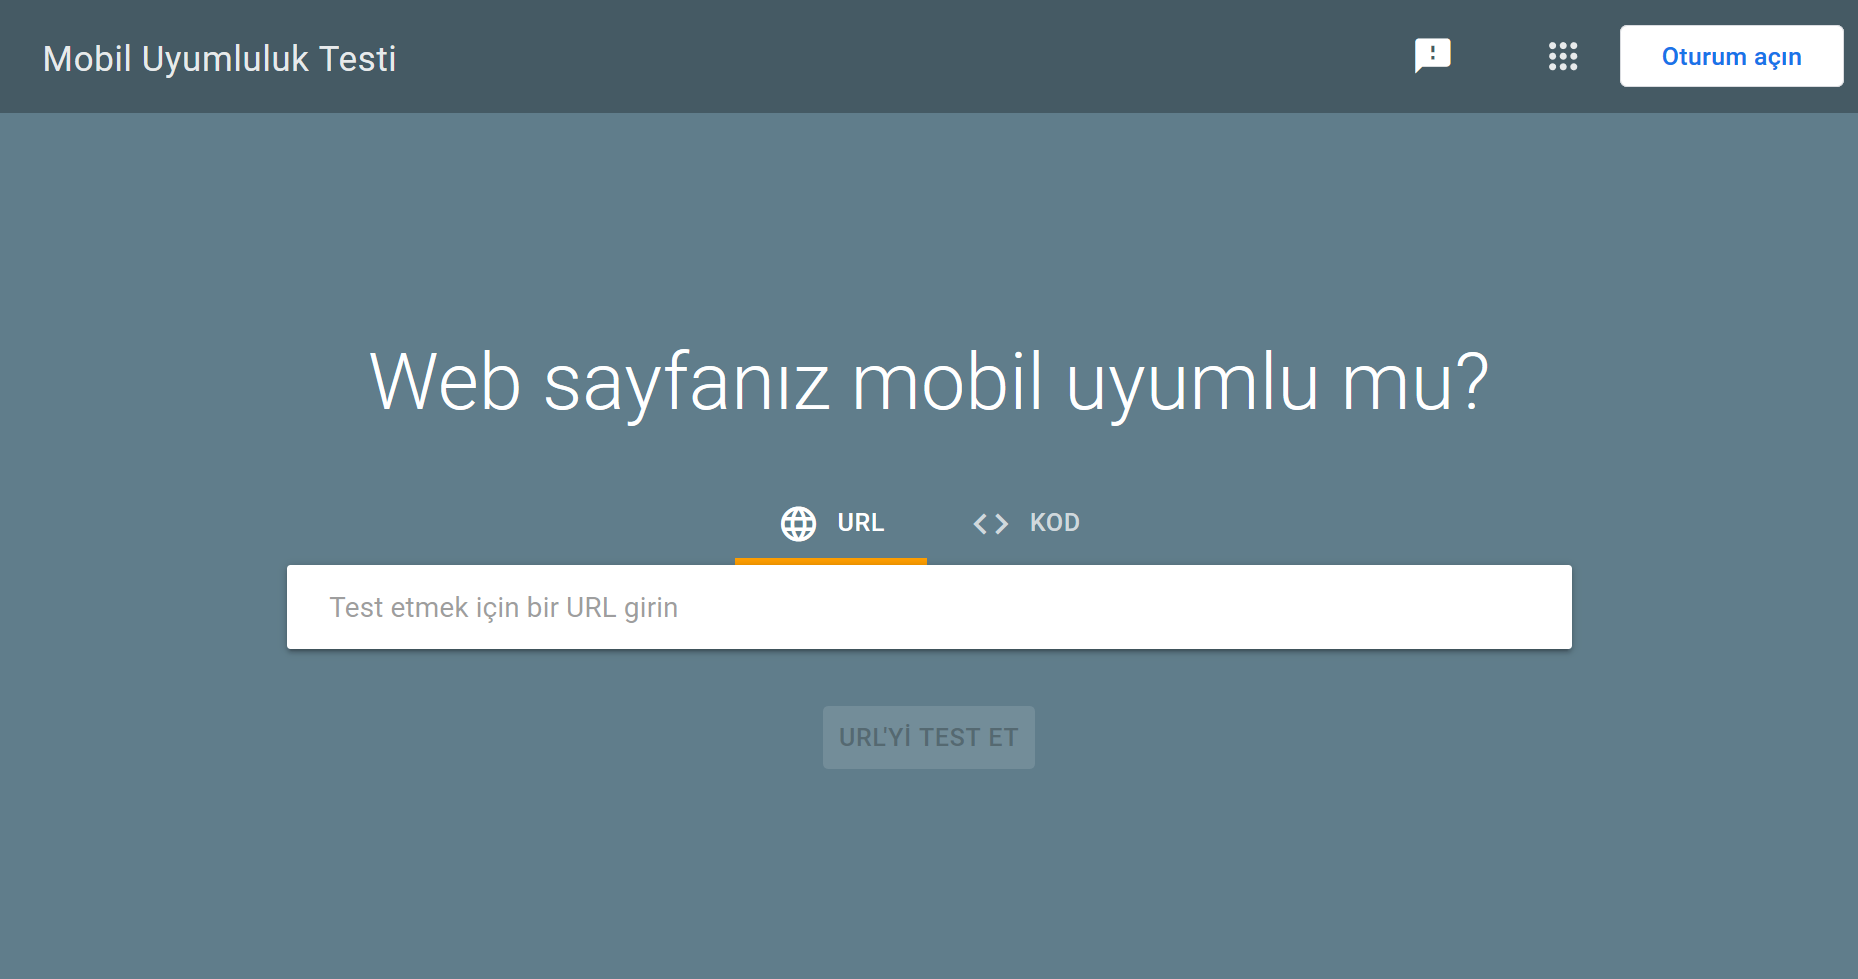 Mobil Uyumluluk Testi
Oturum açın
Web sayfanız mobil uyumlu mu?
URL
KOD
Test etmek için bir URL girin
URL'Yİ TEST ET